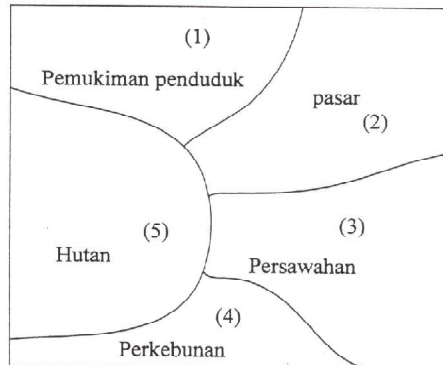 (1)
Pemukiman penduduk
pasar
(2)
(3)
Persawahan
(5)
Hutan
(4)
Perkebunan